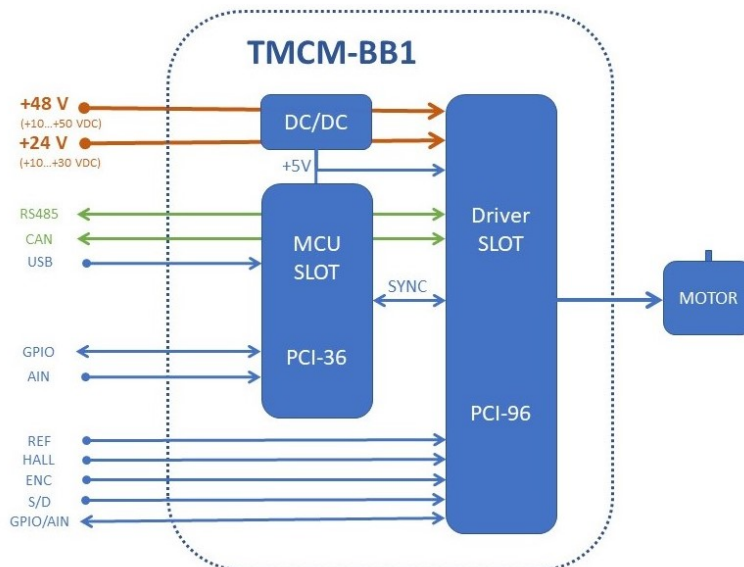 TMCM-BB1
+48 V
(+10...+50 VDC)
+24 V
(+10...+30 VDC)
DC/DC
+5V
RS485
CAN
USB
MCU
SLOT
Driver
SLOT
SYNC
MOTOR
GPIO
AIN
PCI-36
PCI-96
REF
HALL
ENC
S/D
GPIO/AIN